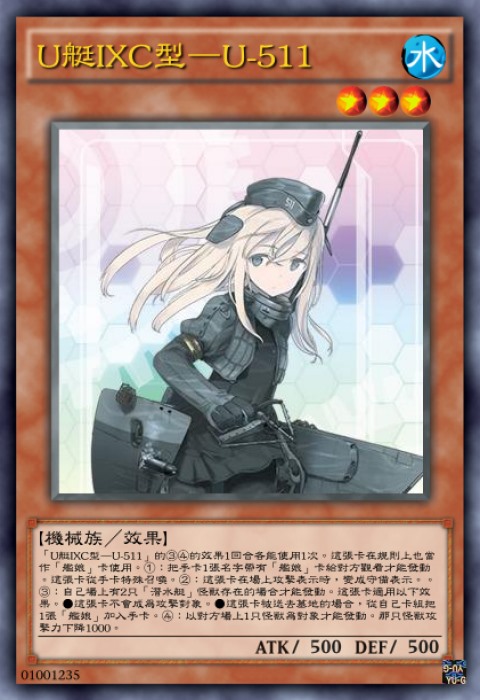 U艇IXC型—U-511
水
511
[機械族／效果]
「U艇IXC型—U-511」的③④的效果1回合各能使用1次。這張卡在規則上也當
作「艦娘」卡使用。①：把手卡1張名字帶有「艦娘」卡給對方觀看才能發動
。這張卡從手卡特殊召喚。②：這張卡在場上攻擊表示時，變成守備表示。。
③：自己場上有2只「潛水艇」怪獸存在的場合才能發動。這張卡適用以下效
果。●這張卡不會成為攻擊對象。●這張卡被送去墓地的場合，從自己卡組把
1張「艦娘」加入手卡。④：以對方場上1只怪獸為對象才能發動。那只怪獸攻
擊力下降1000。
ATK/ 500 DEF/ 500
01001235